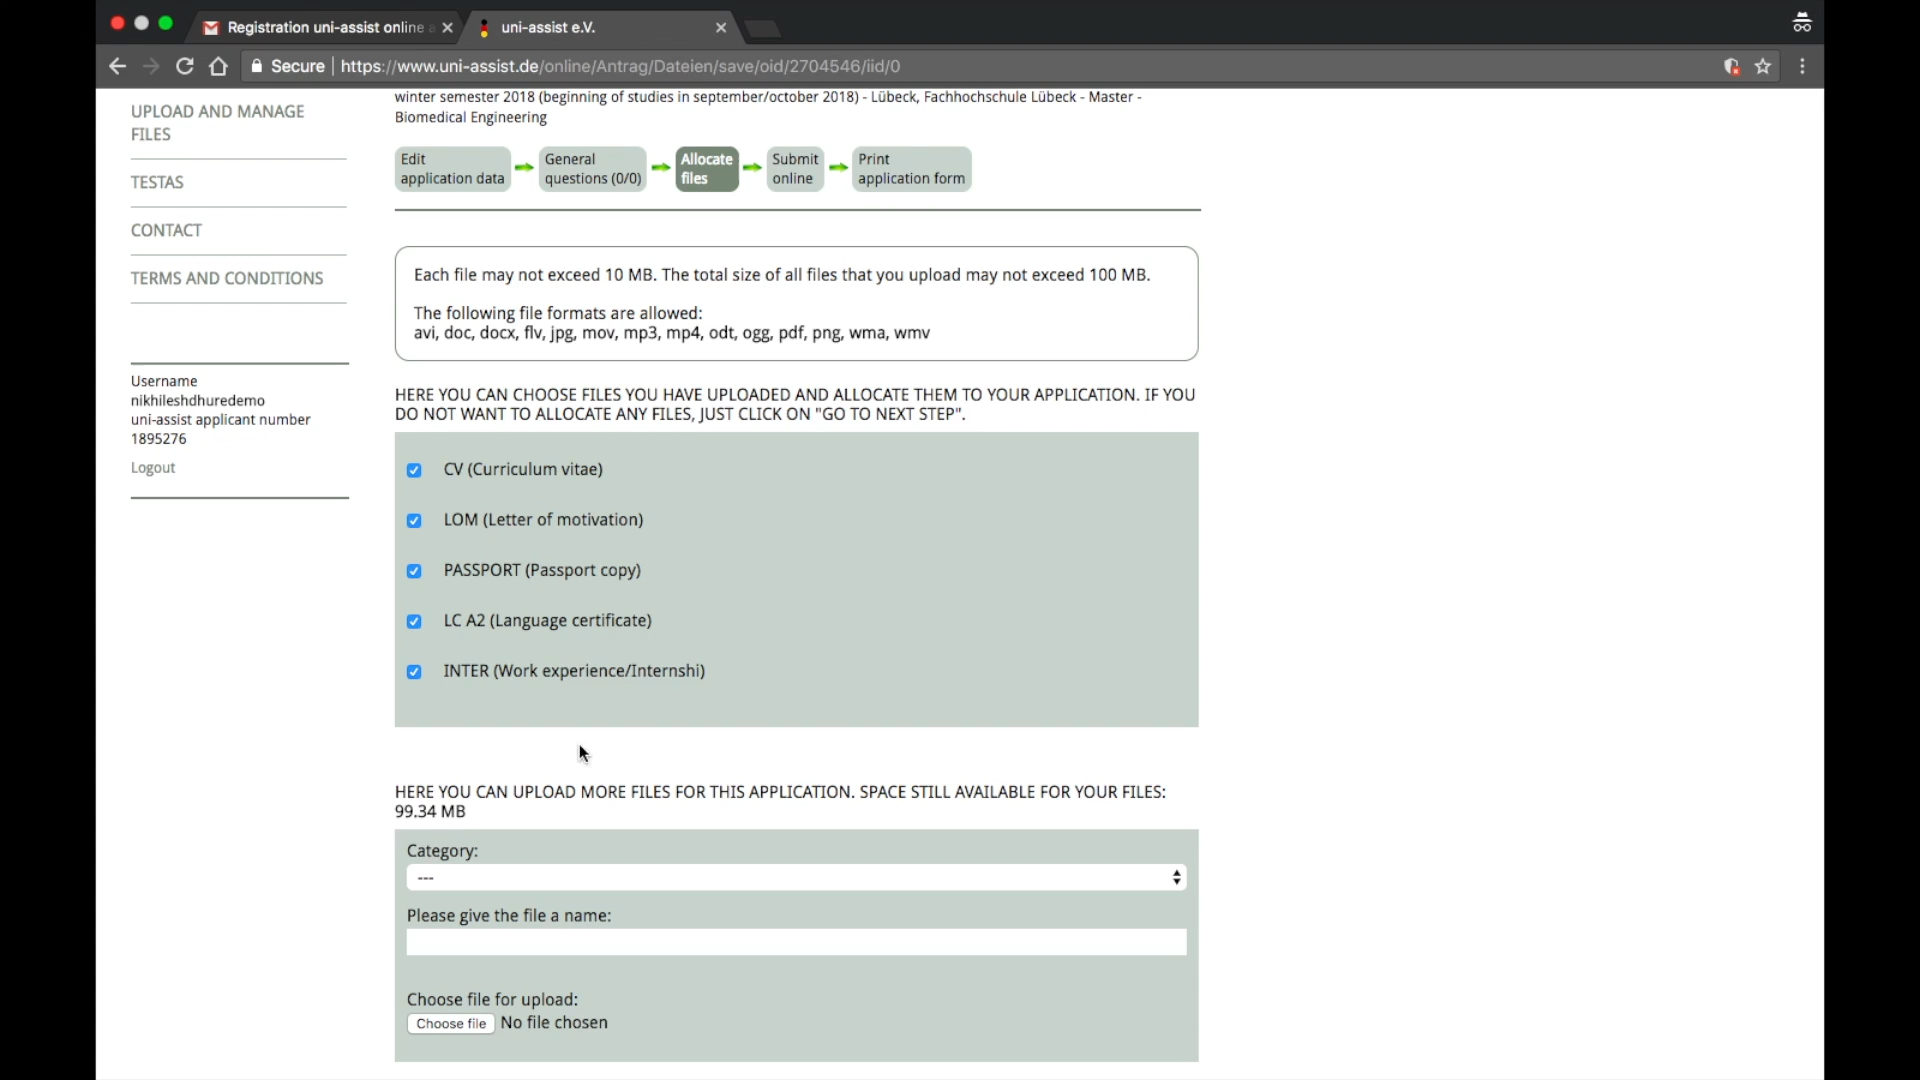 Registration uni-assist online a
uni-assist e.V.
Secure | https://www.uni-assist.de/online/Antrag/Dateien/save/oid/2704546/iid/0
UPLOAD AND MANAGE
FILES
TESTAS
CONTACT
TERMS AND CONDITIONS
Username
nikhileshdhuredemo
uni-assist applicant number
1895276
Logout
winter semester 2018 (beginning of studies in september/october 2018) - Lübeck, Fachhochschule Lübeck - Master -
Biomedical Engineering
Edit
application data
General
questions (0/0)
Allocate
files
Submit
online
Print
application form
Each file may not exceed 10 MB. The total size of all files that you upload may not exceed 100 MB.
The following file formats are allowed:
avi, doc, docx, flv, jpg, mov, mp3, mp4, odt, ogg, pdf, png, wma, wmv
HERE YOU CAN CHOOSE FILES YOU HAVE UPLOADED AND ALLOCATE THEM TO YOUR APPLICATION. IF YOU
DO NOT WANT TO ALLOCATE ANY FILES, JUST CLICK ON "GO TO NEXT STEP".
CV (Curriculum vitae)
LOM (Letter of motivation)
PASSPORT (Passport copy)
LC A2 (Language certificate)
INTER (Work experience/Internshi)
HERE YOU CAN UPLOAD MORE FILES FOR THIS APPLICATION. SPACE STILL AVAILABLE FOR YOUR FILES:
99.34 MB
Category:
---
Please give the file a name:
Choose file for upload:
Choose file No file chosen